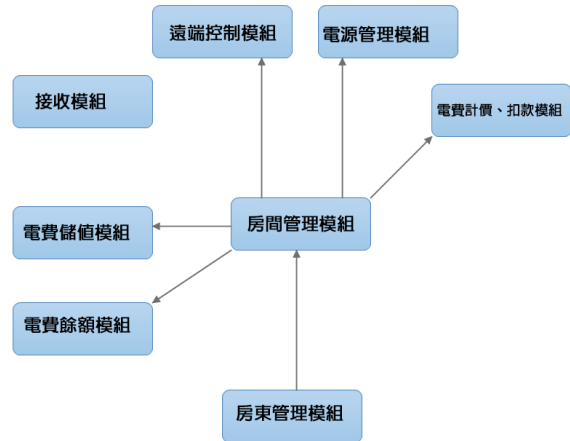 遠端控制模組
電源管理模組
接收模組
電費計價、扣款模組
電費儲值模組
房間管理模組
電費餘額模組
房東管理模組